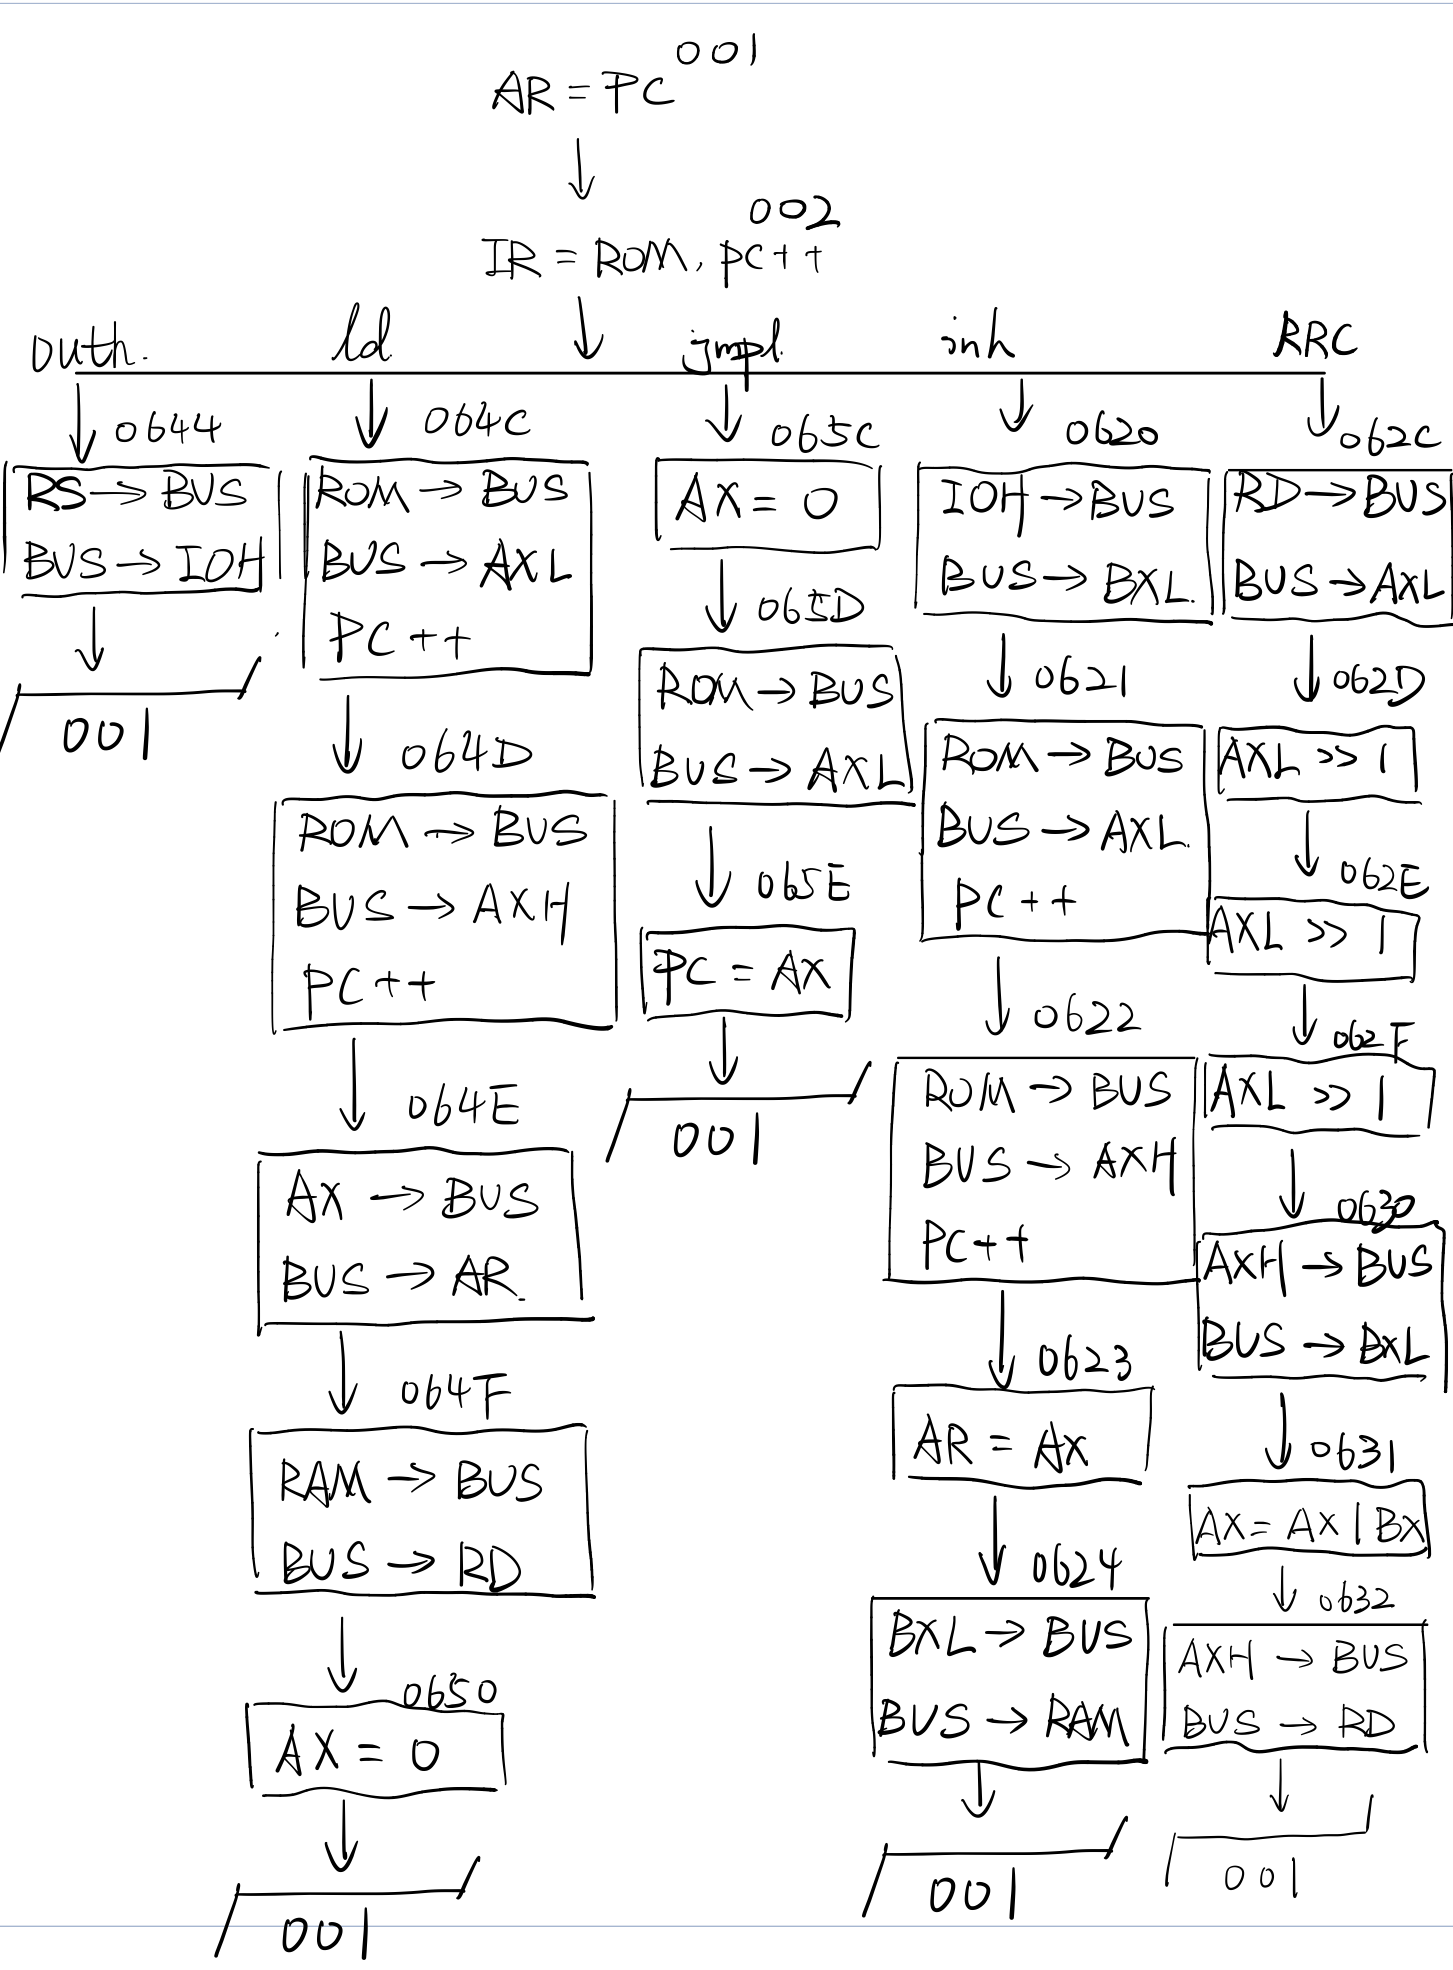 001
AR = PC
002
IR = ROM, PC++
outh.
ld
jmpl
inh
RRC
0644
RS → BUS
BUS → IOH
001
064C
ROM → BUS
BUS → AXL
PC++
064D
ROM → BUS
BUS → AXH
PC++
064E
AX → BUS
BUS → AR
064F
RAM → BUS
BUS → RD
0650
AX = 0
001
065C
AX = 0
065D
ROM → BUS
BUS → AXL
065E
PC = AX
001
0620
IOH → BUS
BUS → BXL
0621
ROM → BUS
BUS → AXL
PC++
0622
ROM → BUS
BUS → AXH
PC++
0623
AR = AX
0624
BXL → BUS
BUS → RAM
001
062C
RD → BUS
BUS → AXL
062D
AXL >> 1
062E
AXL >> 1
062F
AXL >> 1
0630
AXH → BUS
BUS → BXL
0631
AX = AX | BX
0632
AXH → BUS
BUS → RD
001